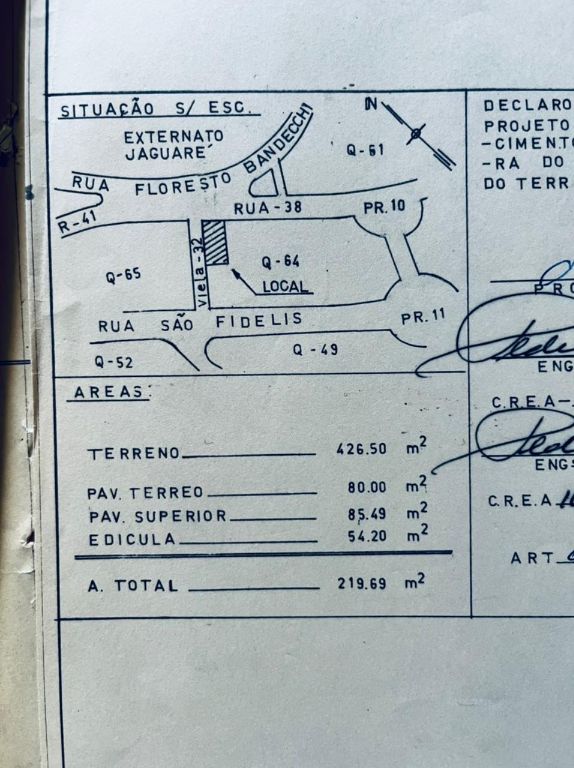 SITUAÇÃO S/ ESC.
N
EXTERNATO
JAGUARÉ
RUA FLORESTO BANDECCHI
Q-61
R-41
RUA-38
PR.10
Viela-32
Q-65
Q-64
LOCAL
RUA SÃO FIDELIS
PR.11
Q-52
Q-49
AREAS:
TERRENO 426.50 m²
PAV. TERREO 80.00 m²
PAV. SUPERIOR 85.49 m²
EDICULA 54.20 m²
A. TOTAL 219.69 m²
DECLARO
PROJETO
-CIMENTO
-RA DO
DO TERR
PRO
ENG
C.R.E.A-
ENGº
C.R.E.A
ART